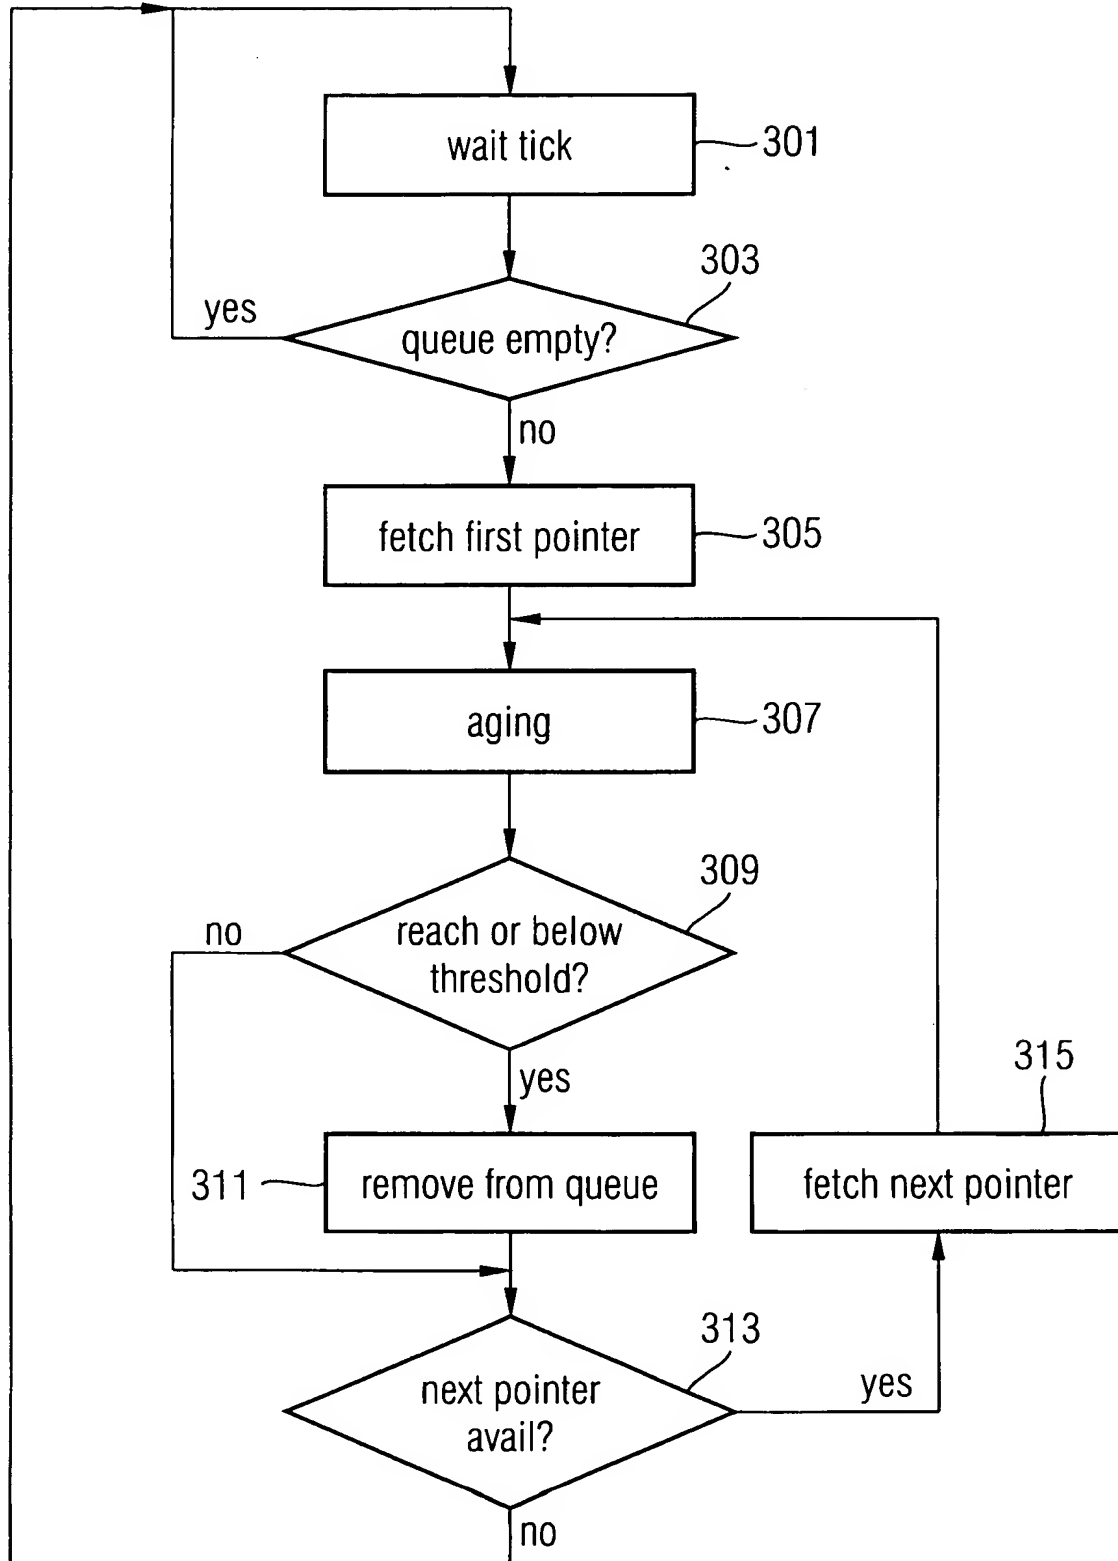 wait tick
301
303
yes
queue empty?
no
fetch first pointer
305
aging
307
309
no
reach or below
threshold?
yes
315
311
remove from queue
fetch next pointer
313
next pointer
avail?
yes
no